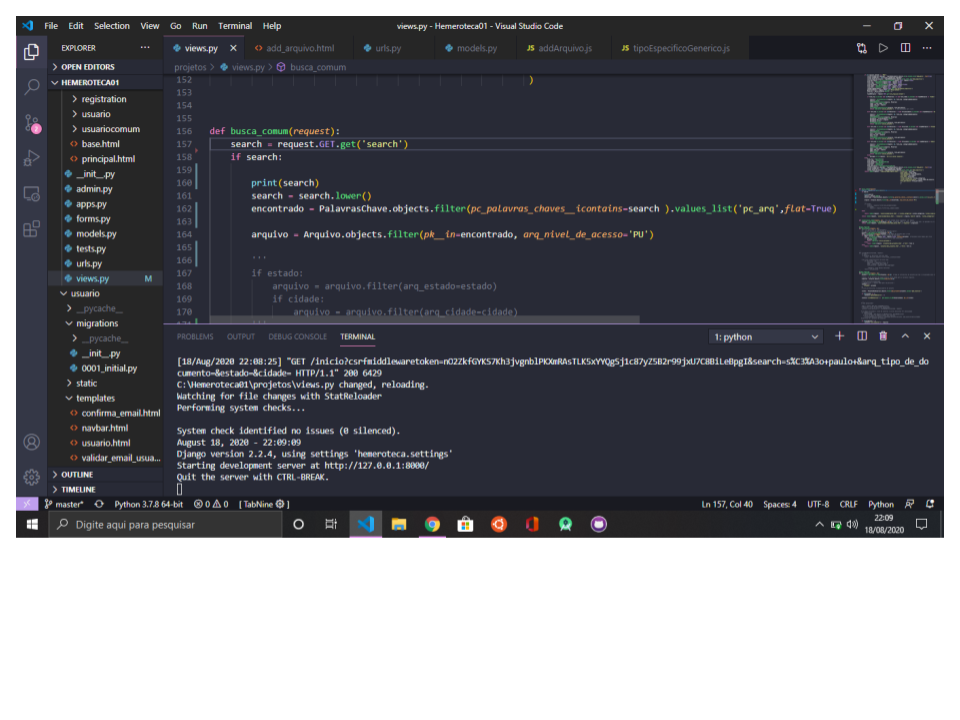 File Edit Selection View Go Run Terminal Help views.py - Hemeroteca01 - Visual Studio Code
EXPLORER ···
views.py × add_arquivo.html urls.py models.py JS addArquivo.js JS tipoEspecificoGenerico.js
OPEN EDITORS
HEMEROTECA01
registration
usuario
usuariocomum
base.html
principal.html
__init__.py
admin.py
apps.py
forms.py
models.py
tests.py
urls.py
views.py M
usuario
__pycache__
migrations
__pycache__
__init__.py
0001_initial.py
static
templates
confirma_email.html
navbar.html
usuario.html
validar_email_usua...
OUTLINE
TIMELINE
projetos > views.py > busca_comum
152 )
153
154
155
156 def busca_comum(request):
157 search = request.GET.get('search')
158 if search:
159
160 print(search)
161 search = search.lower()
162 encontrado = PalavrasChave.objects.filter(pc_palavras_chaves__icontains=search ).values_list('pc_arq',flat=True)
163
164 arquivo = Arquivo.objects.filter(pk__in=encontrado, arq_nivel_de_acesso='PU')
165
166 '''
167 if estado:
168 arquivo = arquivo.filter(arq_estado=estado)
169 if cidade:
170 arquivo = arquivo.filter(arq_cidade=cidade)
PROBLEMS OUTPUT DEBUG CONSOLE TERMINAL 1: python
[18/Aug/2020 22:08:25] "GET /inicio?csrfmiddlewaretoken=nO2ZkfGYKS7Kh3jvgnblPKXmRAsTLKSxYYQgSj1c87yZ5B2r99jxU7C8BiLeBpgI&search=s%C3%A3o+paulo+&arq_tipo_de_do
cumento=&estado=&cidade= HTTP/1.1" 200 6429
C:\Hemeroteca01\projetos\views.py changed, reloading.
Watching for file changes with StatReloader
Performing system checks...
System check identified no issues (0 silenced).
August 18, 2020 - 22:09:09
Django version 2.2.4, using settings 'hemeroteca.settings'
Starting development server at http://127.0.0.1:8000/
Quit the server with CTRL-BREAK.
master* Python 3.7.8 64-bit 0 0 [ TabNine ] Ln 157, Col 40 Spaces: 4 UTF-8 CRLF Python
Digite aqui para pesquisar
22:09
18/08/2020